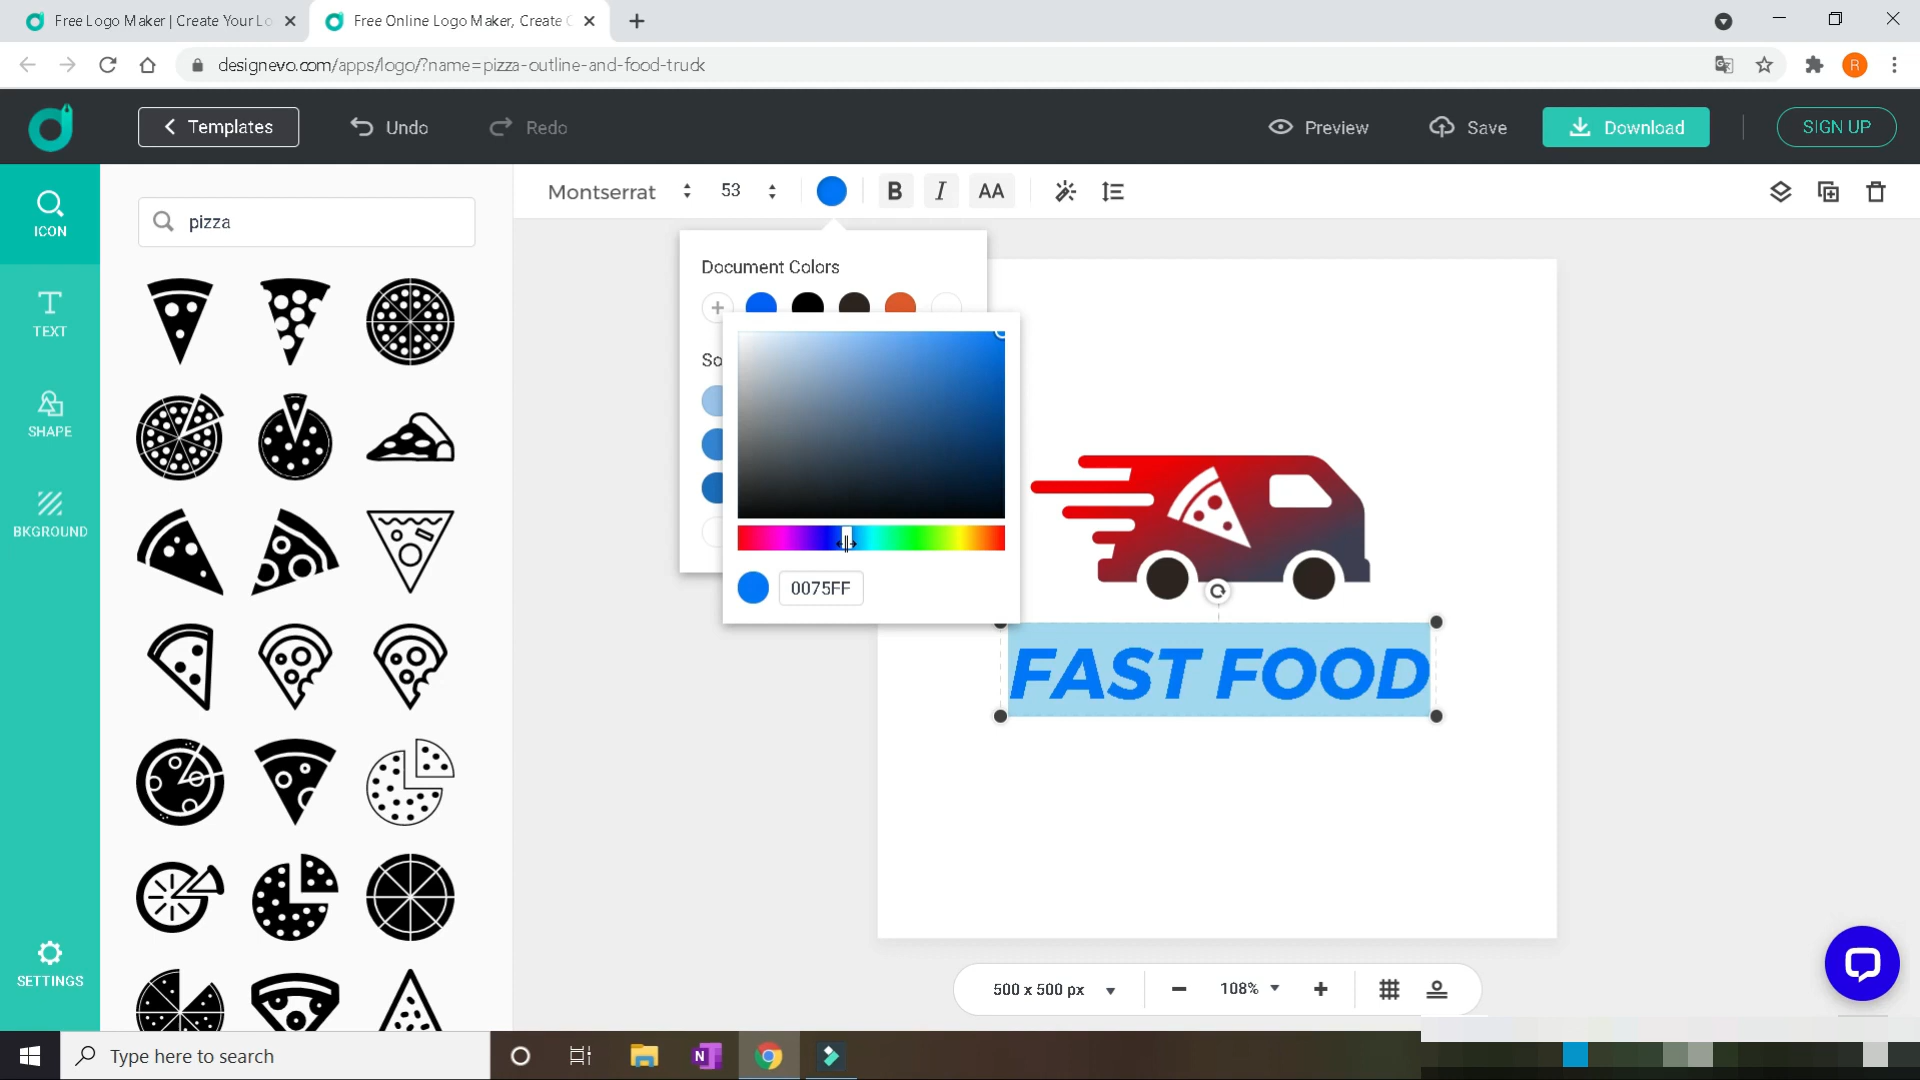 Free Logo Maker | Create Your Lo
Free Online Logo Maker, Create C
designevo.com/apps/logo/?name=pizza-outline-and-food-truck
R
Templates
Undo
Redo
Preview
Save
Download
SIGN UP
ICON
TEXT
SHAPE
BKGROUND
SETTINGS
pizza
Montserrat
53
B
I
AA
Document Colors
So
0075FF
FAST FOOD
500 x 500 px
108%
Type here to search
N